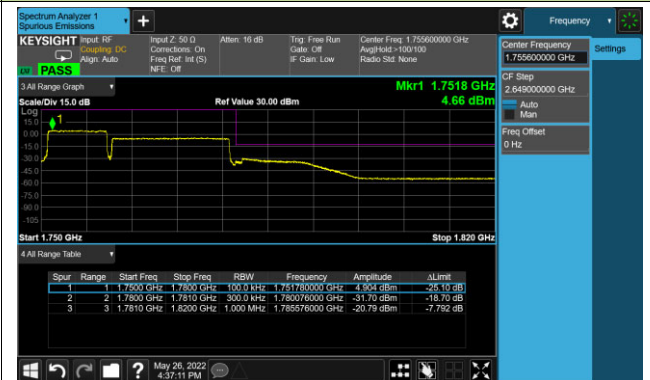 Spectrum Analyzer 1
Spurious Emissions
+
Frequency
KEYSIGHT
Input: RF
Coupling: DC
Align: Auto
Input Z: 50 Ω
Corrections: On
Freq Ref: Int (S)
NFE: Off
Atten: 16 dB
Trig: Free Run
Gate: Off
IF Gain: Low
Center Freq: 1.755600000 GHz
Avg|Hold:>100/100
Radio Std: None
PASS
Center Frequency
1.755600000 GHz
Settings
CF Step
2.649000000 GHz
Auto
Man
Freq Offset
0 Hz
3 All Range Graph
Mkr1 1.7518 GHz
Scale/Div 15.0 dB
Ref Value 30.00 dBm
4.66 dBm
Log
15.0
0.00
-15.0
-30.0
-45.0
-60.0
-75.0
-90.0
-105
1
Start 1.750 GHz
Stop 1.820 GHz
4 All Range Table
Spur Range Start Freq Stop Freq RBW Frequency Amplitude ΔLimit
1 1 1.7500 GHz 1.7800 GHz 100.0 kHz 1.751780000 GHz 4.904 dBm -25.10 dB
2 2 1.7800 GHz 1.7810 GHz 300.0 kHz 1.780076000 GHz -31.70 dBm -18.70 dB
3 3 1.7810 GHz 1.8200 GHz 1.000 MHz 1.785576000 GHz -20.79 dBm -7.792 dB
?
May 26, 2022
4:37:11 PM